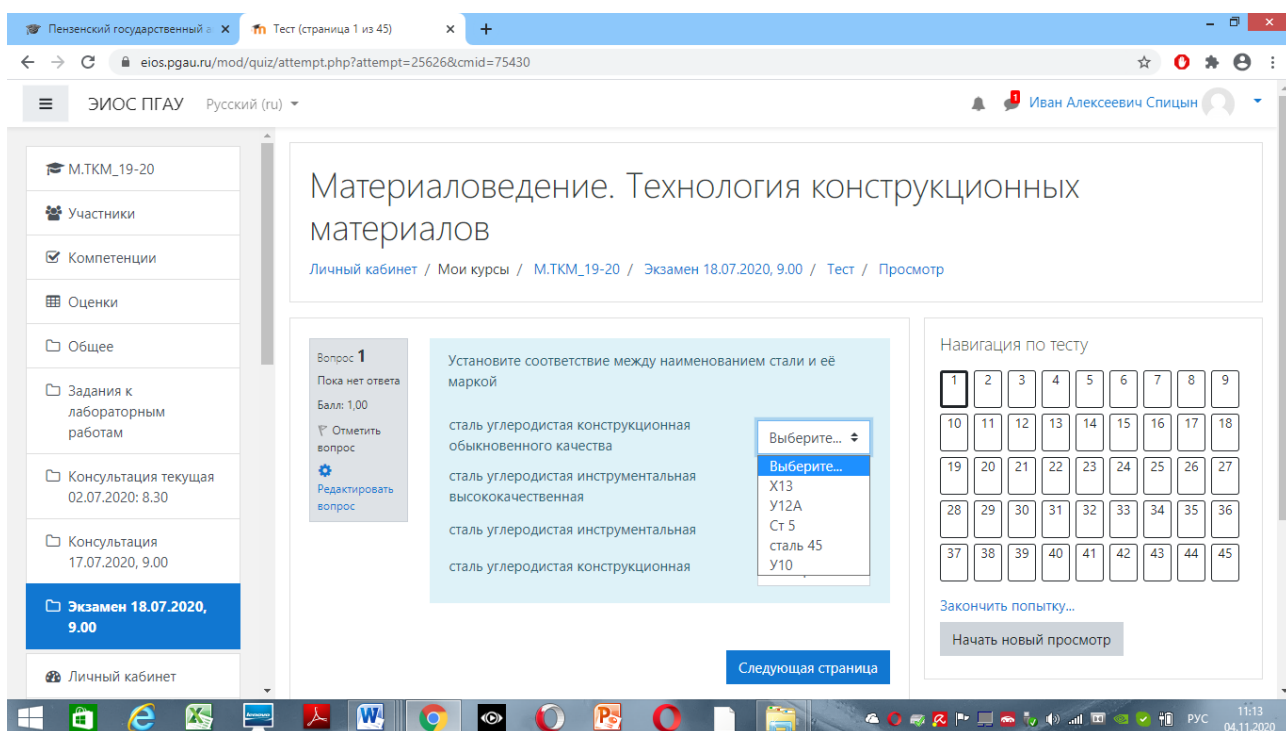 Пензенский государственный а
Тест (страница 1 из 45)
eios.pgau.ru/mod/quiz/attempt.php?attempt=25626&cmid=75430
ЭИОС ПГАУ Русский (ru)
1
Иван Алексеевич Спицын
М.ТКМ_19-20
Участники
Компетенции
Оценки
Общее
Задания к
лабораторным
работам
Консультация текущая
02.07.2020: 8.30
Консультация
17.07.2020, 9.00
Экзамен 18.07.2020,
9.00
Личный кабинет
Материаловедение. Технология конструкционных
материалов
Личный кабинет / Мои курсы / М.ТКМ_19-20 / Экзамен 18.07.2020, 9.00 / Тест / Просмотр
Вопрос 1
Пока нет ответа
Балл: 1,00
Отметить
вопрос
Редактировать
вопрос
Установите соответствие между наименованием стали и её
маркой
сталь углеродистая конструкционная
обыкновенного качества
сталь углеродистая инструментальная
высококачественная
сталь углеродистая инструментальная
сталь углеродистая конструкционная
Выберите...
Выберите...
Х13
У12А
Ст 5
сталь 45
У10
Следующая страница
Навигация по тесту
1 2 3 4 5 6 7 8 9
10 11 12 13 14 15 16 17 18
19 20 21 22 23 24 25 26 27
28 29 30 31 32 33 34 35 36
37 38 39 40 41 42 43 44 45
Закончить попытку...
Начать новый просмотр
lenovo
РУС
11:13
04.11.2020